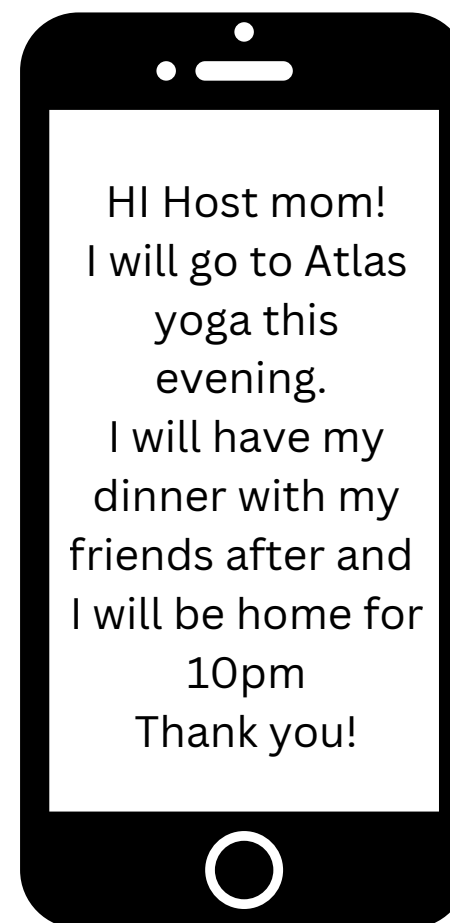 HI Host mom!
I will go to Atlas
yoga this
evening.
I will have my
dinner with my
friends after and
I will be home for
10pm
Thank you!